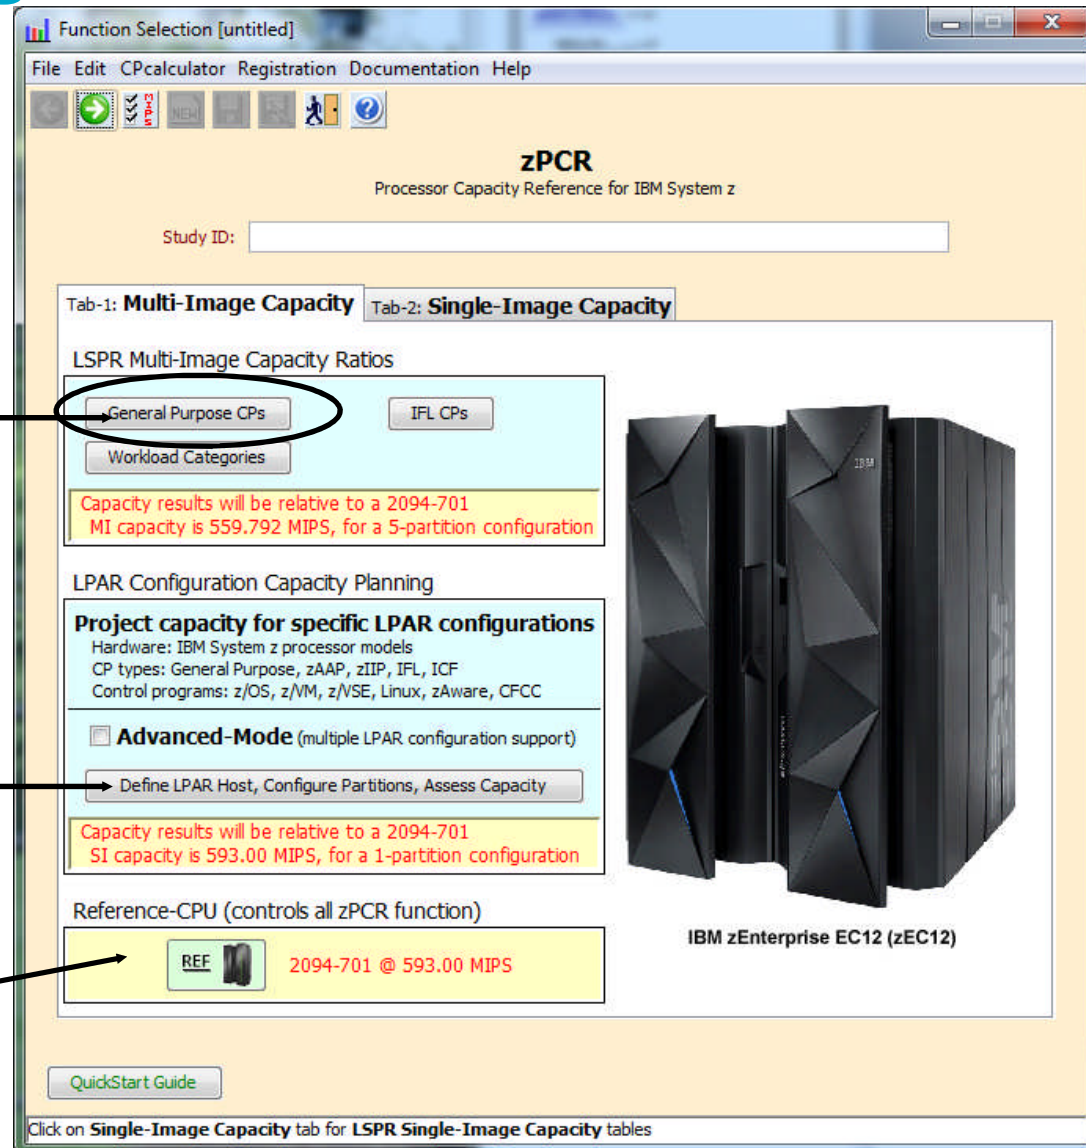 Function Selection [untitled]
File Edit CPcalculator Registration Documentation Help
MIPS
NEW
zPCR
Processor Capacity Reference for IBM System z
Study ID:
Tab-1: Multi-Image Capacity Tab-2: Single-Image Capacity
LSPR Multi-Image Capacity Ratios
General Purpose CPs IFL CPs
Workload Categories
Capacity results will be relative to a 2094-701
MI capacity is 559.792 MIPS, for a 5-partition configuration
LPAR Configuration Capacity Planning
Project capacity for specific LPAR configurations
Hardware: IBM System z processor models
CP types: General Purpose, zAAP, zIIP, IFL, ICF
Control programs: z/OS, z/VM, z/VSE, Linux, zAware, CFCC
Advanced-Mode (multiple LPAR configuration support)
Define LPAR Host, Configure Partitions, Assess Capacity
Capacity results will be relative to a 2094-701
SI capacity is 593.00 MIPS, for a 1-partition configuration
Reference-CPU (controls all zPCR function)
REF 2094-701 @ 593.00 MIPS
IBM
IBM zEnterprise EC12 (zEC12)
QuickStart Guide
Click on Single-Image Capacity tab for LSPR Single-Image Capacity tables